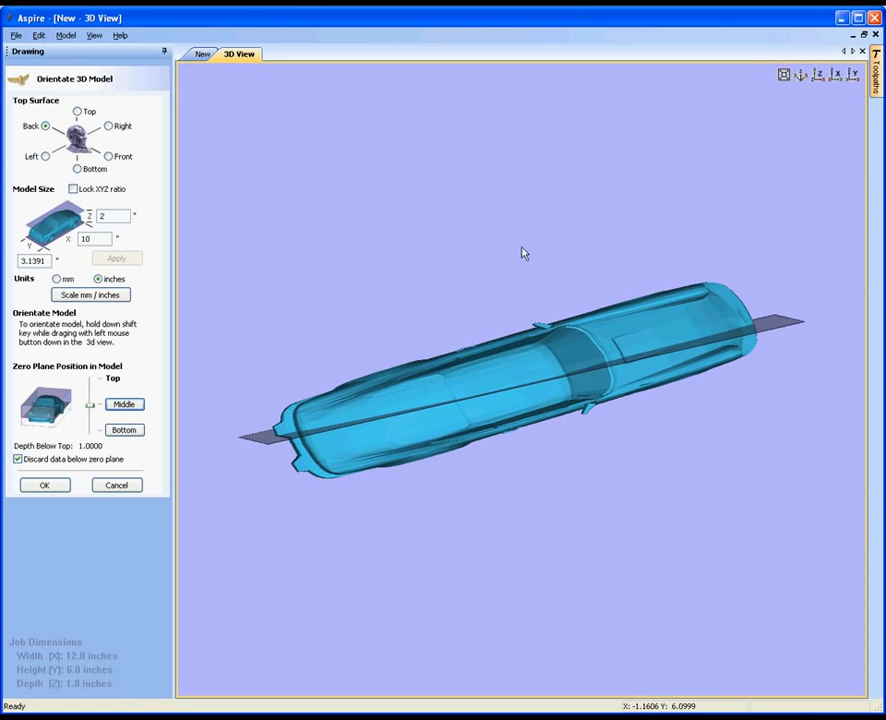 Aspire - [New - 3D View]
File Edit Model View Help
Drawing
New 3D View
Toolpaths
Z X Y
Orientate 3D Model
Top Surface
Top
Back Right
Left Front
Bottom
Model Size Lock XYZ ratio
Z 2 "
Y X 10 "
3.1391 " Apply
Units mm inches
Scale mm / inches
Orientate Model
To orientate model, hold down shift
key while draging with left mouse
button down in the 3d view.
Zero Plane Position in Model
Top
Middle
Bottom
Depth Below Top: 1.0000
Discard data below zero plane
OK Cancel
Job Dimensions
Width (X): 12.0 inches
Height (Y): 6.0 inches
Depth (Z): 1.0 inches
Ready X: -1.1606 Y: 6.0999